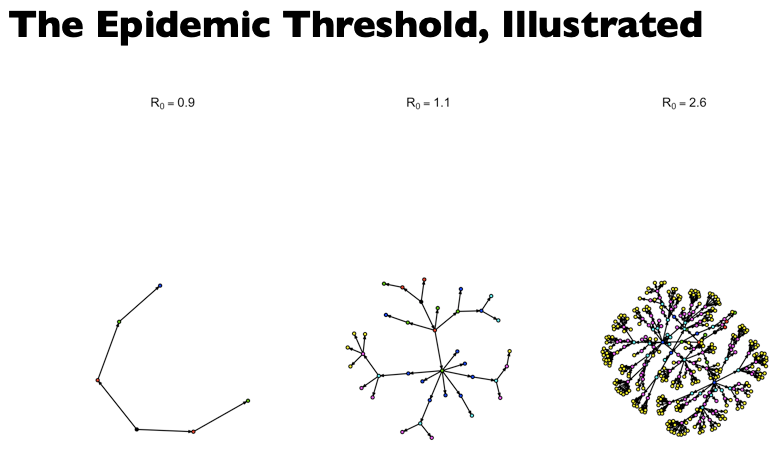 The Epidemic Threshold, Illustrated
R₀ = 0.9
R₀ = 1.1
R₀ = 2.6